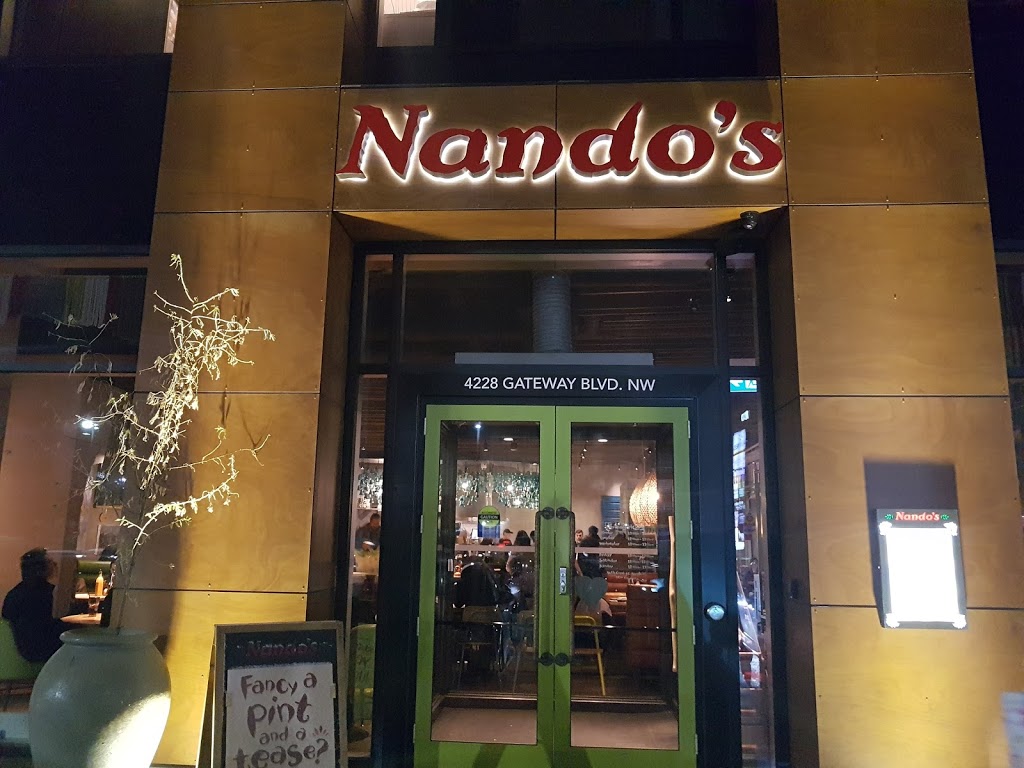 Nando's
4228 GATEWAY BLVD. NW
Nando's
Nando's
FANCY A
pint
AND A
tease?